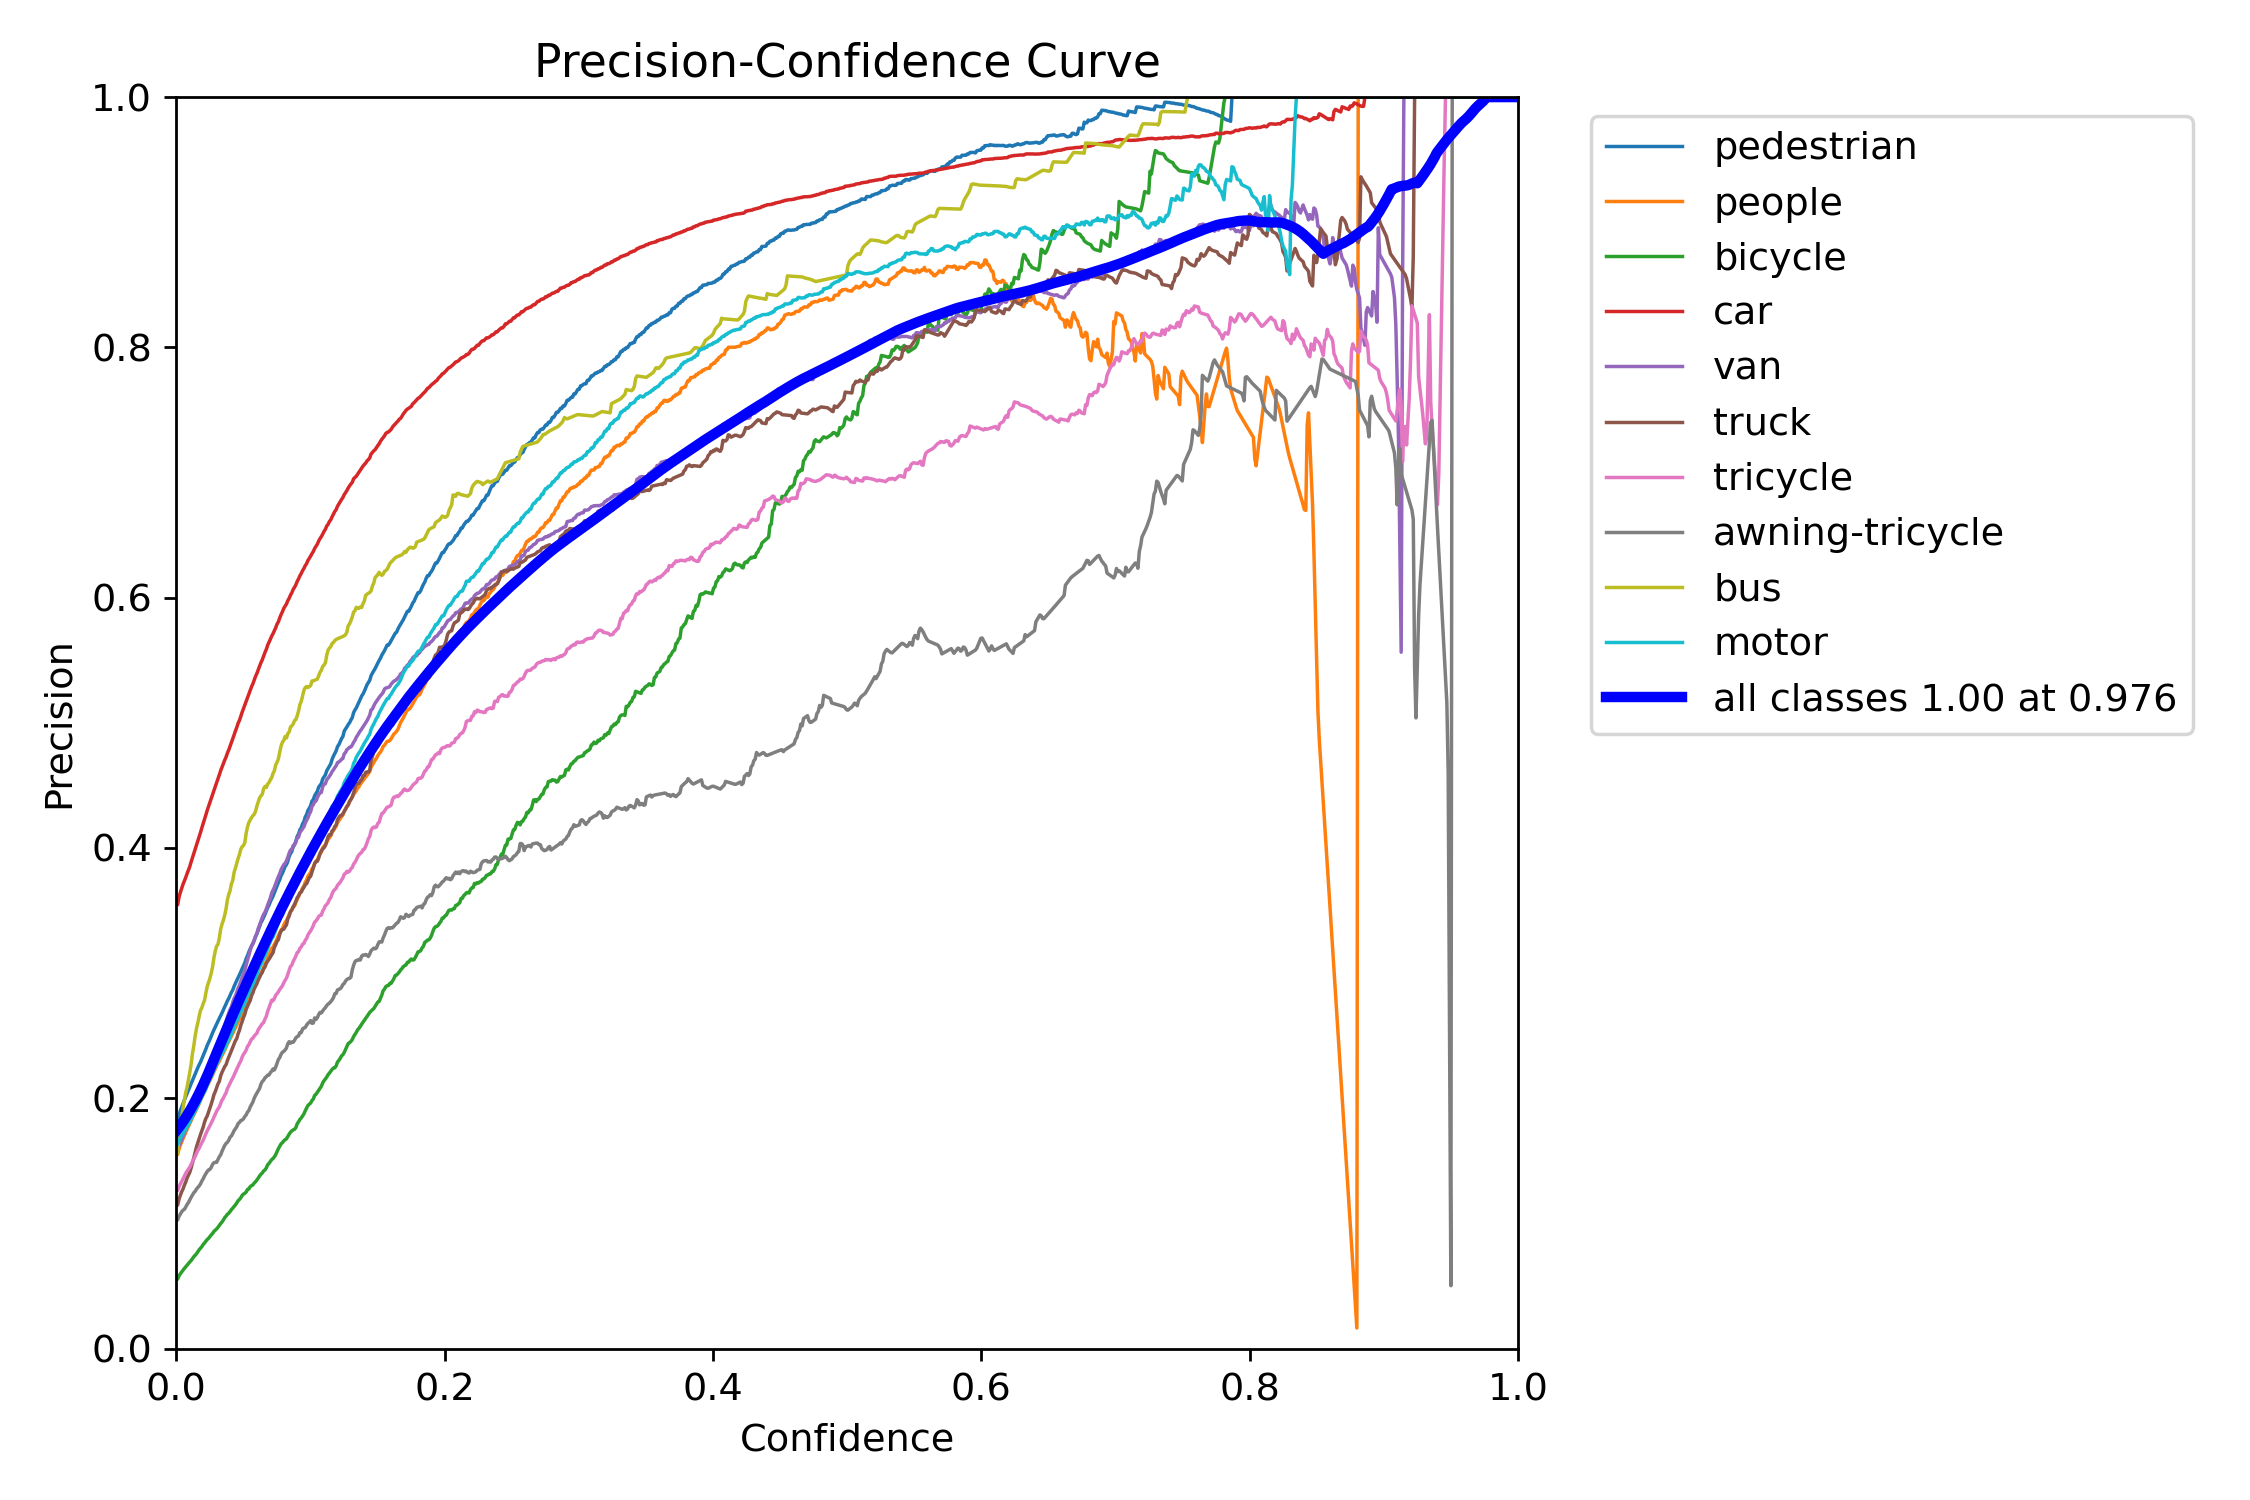 Precision-Confidence Curve
1.0
0.8
0.6
0.4
0.2
0.0
Precision
0.0 0.2 0.4 0.6 0.8 1.0
Confidence
pedestrian
people
bicycle
car
van
truck
tricycle
awning-tricycle
bus
motor
all classes 1.00 at 0.976